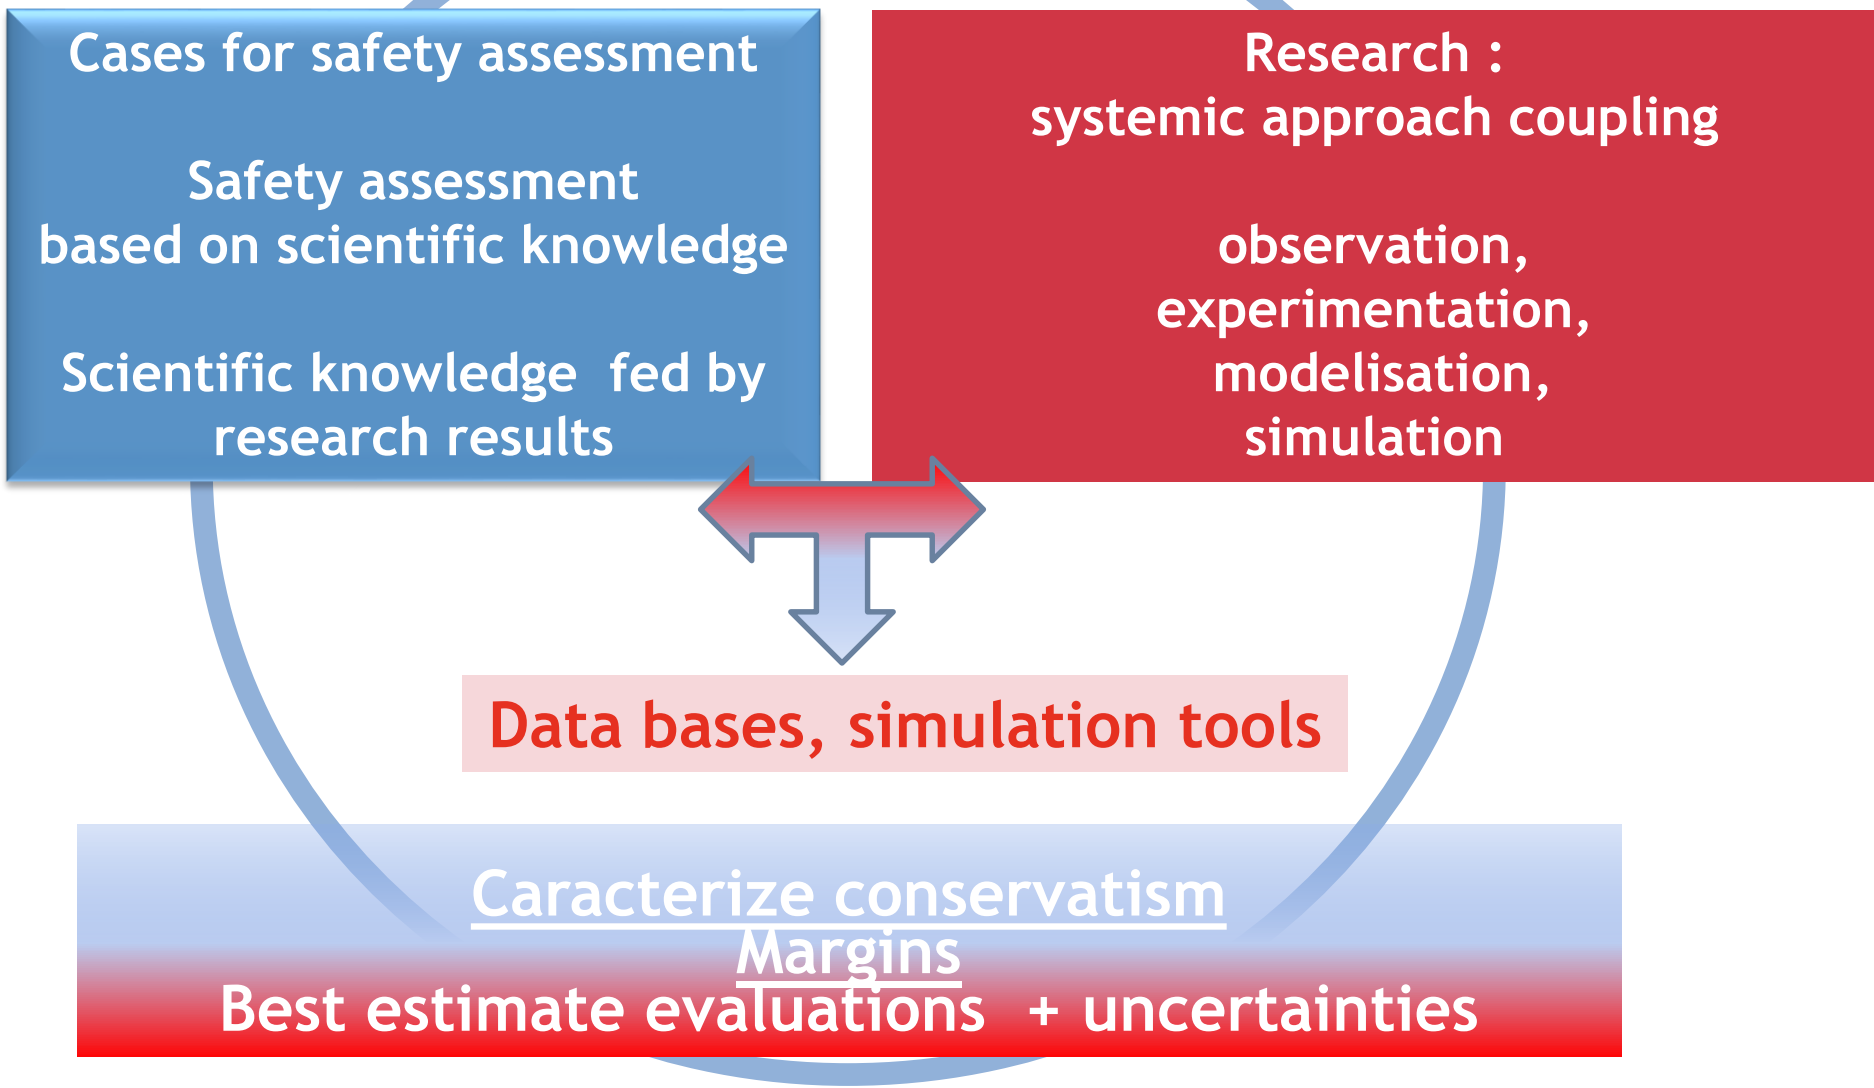 Cases for safety assessment
Safety assessment
based on scientific knowledge
Scientific knowledge  fed by
research results
Research :
systemic approach coupling
observation,
experimentation,
modelisation,
simulation
Data bases, simulation tools
Caracterize conservatism
Margins
Best estimate evaluations  + uncertainties